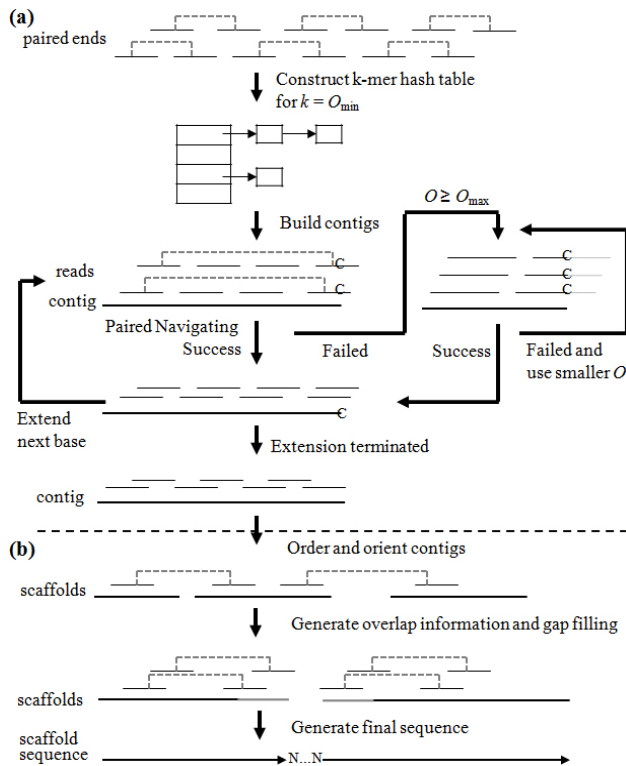 (a)
paired ends
Construct k-mer hash table
for k = Omin
O ≥ Omax
Build contigs
reads
C
C
C
C
C
contig
Paired Navigating
Success
Failed
Success
Failed and
use smaller O
Extend
next base
C
Extension terminated
contig
(b)
Order and orient contigs
scaffolds
Generate overlap information and gap filling
scaffolds
Generate final sequence
scaffold
sequence
N...N